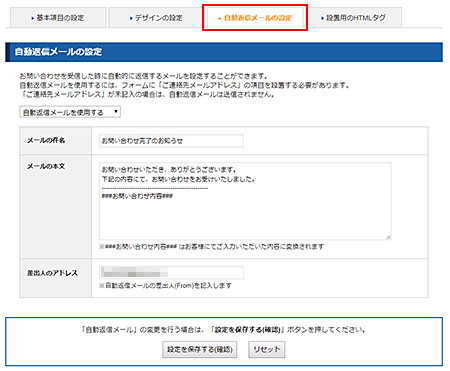 基本項目の設定
デザインの設定
自動返信メールの設定
設置用のHTMLタグ
自動返信メールの設定
お問い合わせを受信した時に自動的に返信するメールを設定することができます。
自動返信メールを使用するには、フォームに「ご連絡先メールアドレス」の項目を設置する必要があります。
「ご連絡先メールアドレス」が未記入の場合は、自動返信メールは送信されません。
自動返信メールを使用する
メールの件名
お問い合わせ完了のお知らせ
メールの本文
お問い合わせいただき、ありがとうございます。
下記の内容にて、お問い合わせをお受けいたしました。
--------------------------------------------------
###お問い合わせ内容###
※###お問い合わせ内容### はお客様にてご入力いただいた内容に変換されます
差出人のアドレス
※自動返信メールの差出人(From)を記入します
「自動返信メール」の変更を行う場合は、「設定を保存する(確認)」ボタンを押してください。
設定を保存する(確認)
リセット